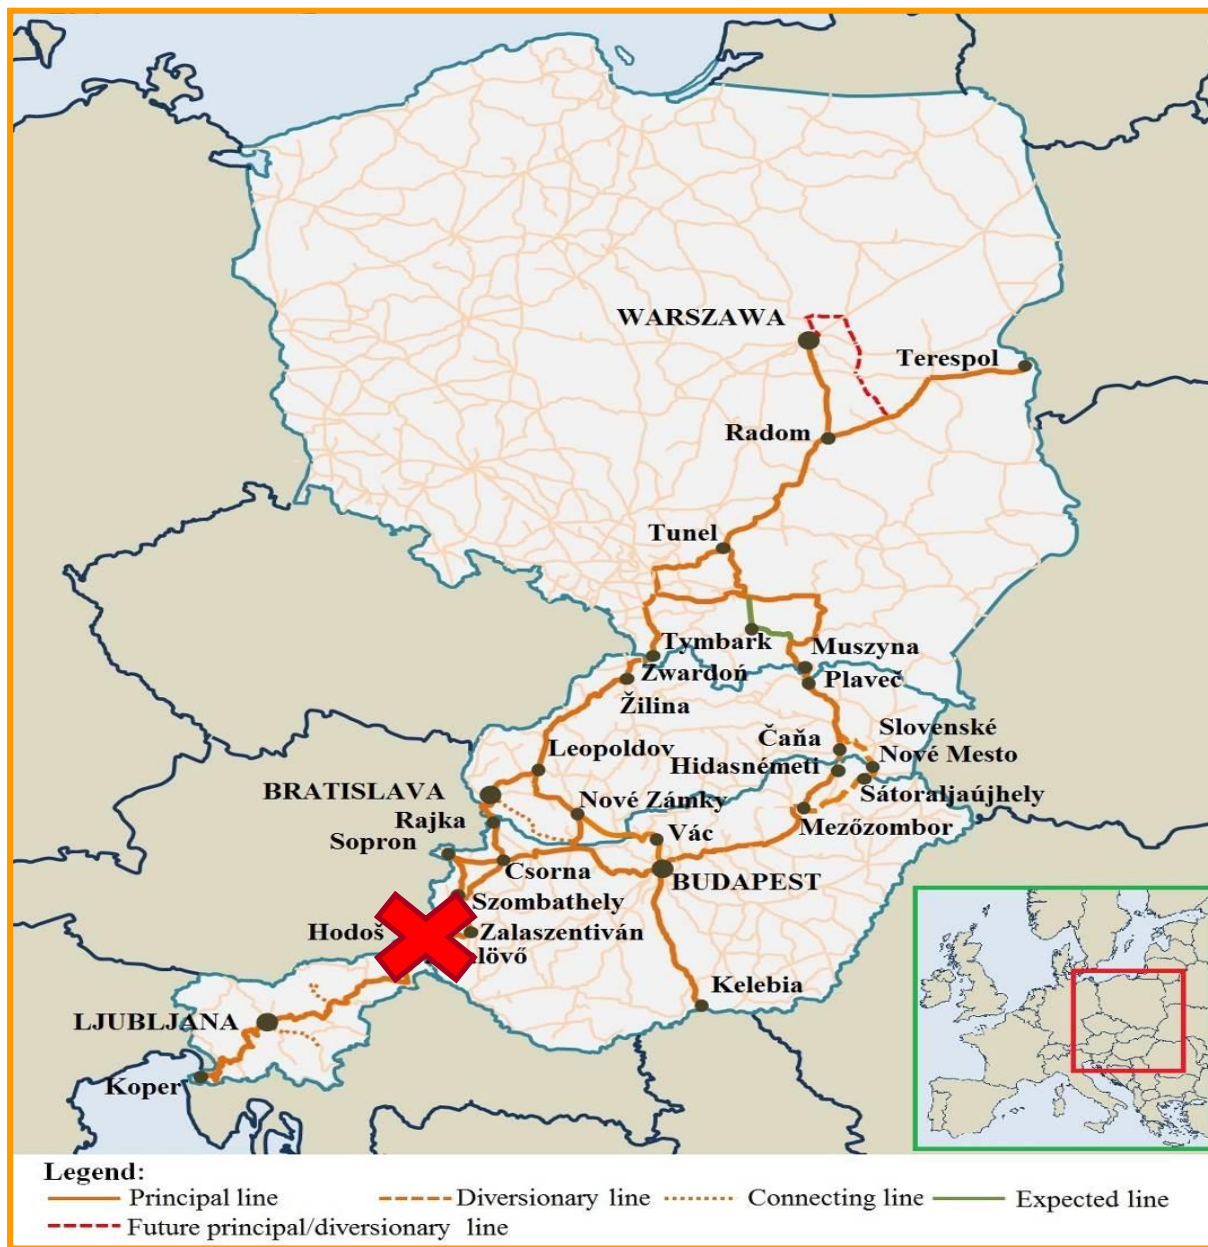 WARSZAWA
Terespol
Radom
Tunel
Tymbark
Muszyna
Zwardoń
Plaveč
Žilina
Slovenské
Nové Mesto
Čaňa
Leopoldov
Hidasnémeti
BRATISLAVA
Sátoraljaújhely
Nové Zámky
Rajka
Mezőzombor
Vác
Sopron
Csorna
BUDAPEST
Szombathely
Hodoš
Zalaszentiván
lövő
Kelebia
LJUBLJANA
Koper
Legend:
Principal line
Diversionary line
Connecting line
Expected line
Future principal/diversionary line